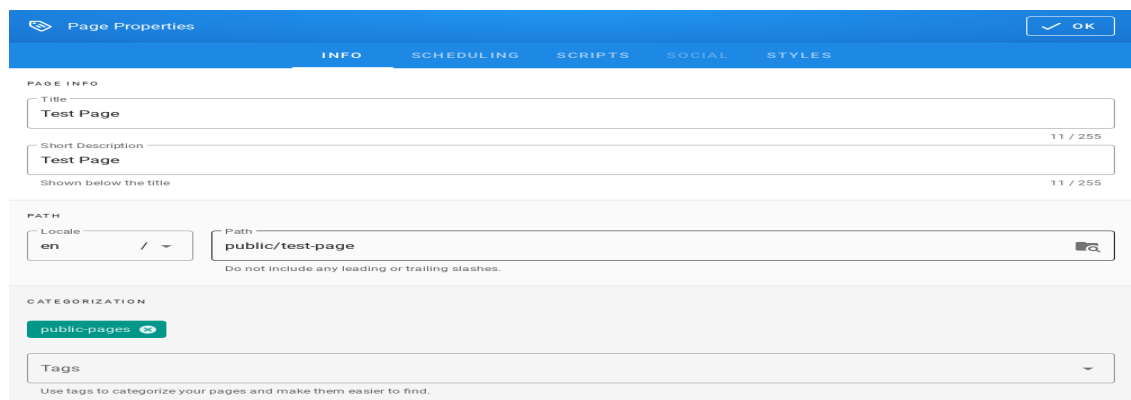 Page Properties
OK
INFO SCHEDULING SCRIPTS SOCIAL STYLES
PAGE INFO
Title
Test Page
11 / 255
Short Description
Test Page
Shown below the title
11 / 255
PATH
Locale
en /
Path
public/test-page
Do not include any leading or trailing slashes.
CATEGORIZATION
public-pages
Tags
Use tags to categorize your pages and make them easier to find.